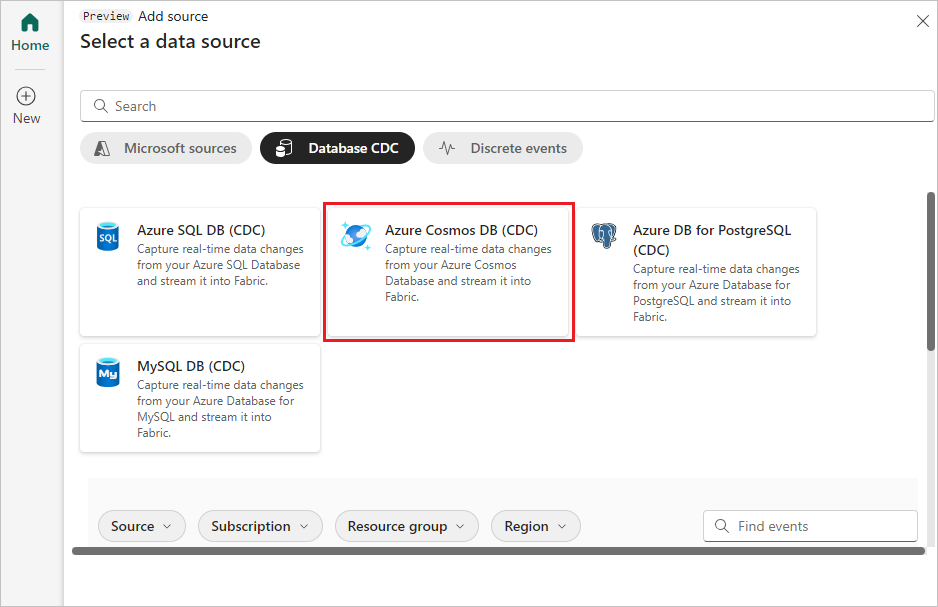 Preview Add source
Select a data source
Home
New
Search
Microsoft sources
Database CDC
Discrete events
SQL
Azure SQL DB (CDC)
Capture real-time data changes
from your Azure SQL Database
and stream it into Fabric.
Azure Cosmos DB (CDC)
Capture real-time data changes
from your Azure Cosmos
Database and stream it into
Fabric.
Azure DB for PostgreSQL
(CDC)
Capture real-time data changes
from your Azure Database for
PostgreSQL and stream it into
Fabric.
My
MySQL DB (CDC)
Capture real-time data changes
from your Azure Database for
MySQL and stream it into
Fabric.
Source
Subscription
Resource group
Region
Find events